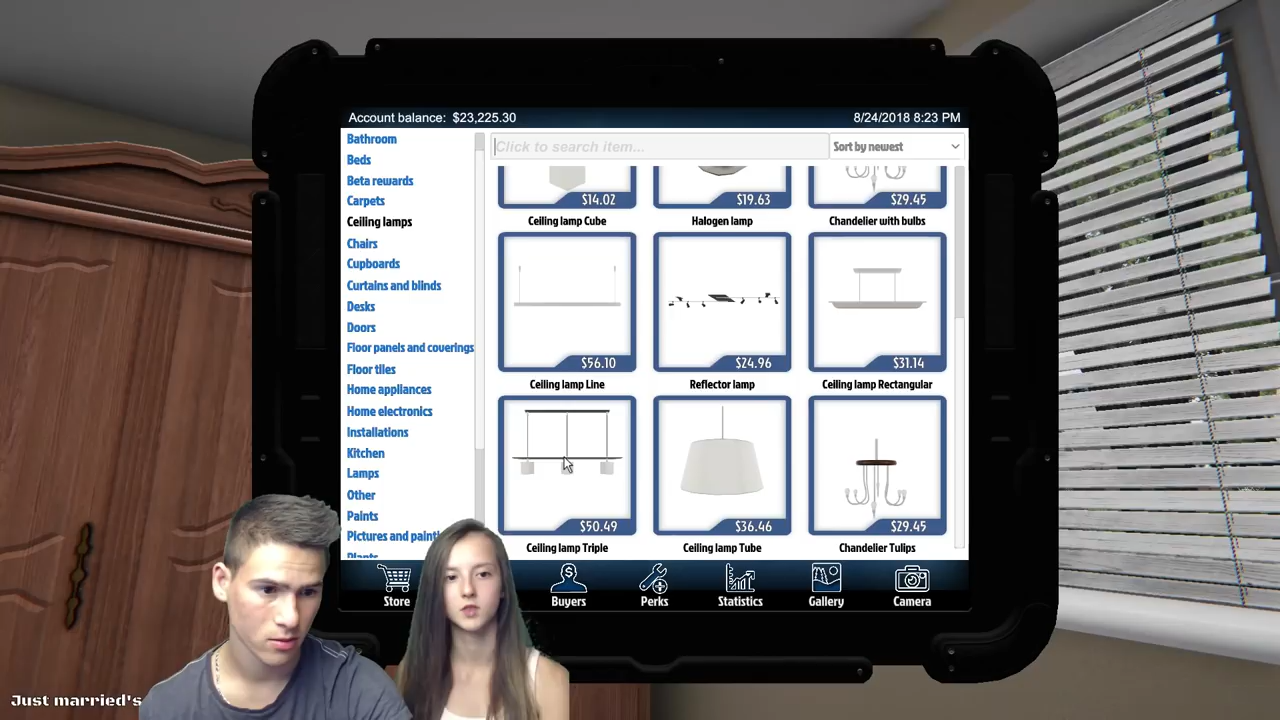 Account balance: $23,225.30
8/24/2018 8:23 PM
Bathroom
Beds
Beta rewards
Carpets
Ceiling lamps
Chairs
Cupboards
Curtains and blinds
Desks
Doors
Floor panels and coverings
Floor tiles
Home appliances
Home electronics
Installations
Kitchen
Lamps
Other
Paints
Pictures and painti
Plants
Click to search item...
Sort by newest
$14.02
$19.63
$29.45
Ceiling lamp Cube
Halogen lamp
Chandelier with bulbs
$56.10
$24.96
$31.14
Ceiling lamp Line
Reflector lamp
Ceiling lamp Rectangular
$50.49
$36.46
$29.45
Ceiling lamp Triple
Ceiling lamp Tube
Chandelier Tulips
Store
Buyers
Perks
Statistics
Gallery
Camera
Just married's